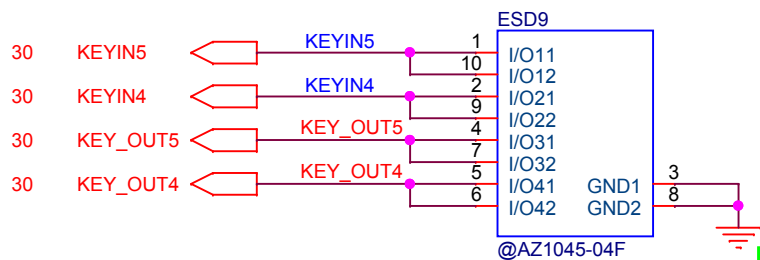 ESD9
30 KEYIN5 KEYIN5 1 I/O11
10 I/O12
30 KEYIN4 KEYIN4 2 I/O21
9 I/O22
30 KEY_OUT5 KEY_OUT5 4 I/O31
7 I/O32
30 KEY_OUT4 KEY_OUT4 5 I/O41 GND1 3
6 I/O42 GND2 8
@AZ1045-04F